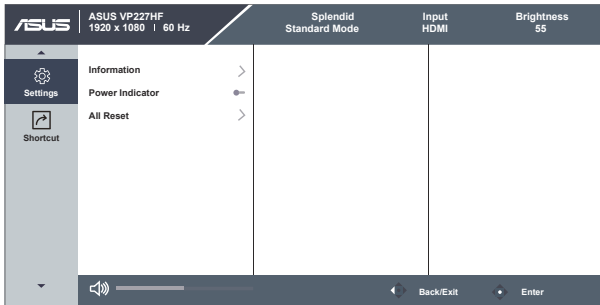 ASUS
ASUS VP227HF
1920 x 1080 | 60 Hz
Splendid
Standard Mode
Input
HDMI
Brightness
55
Settings
Shortcut
Information
Power Indicator
All Reset
Back/Exit
Enter